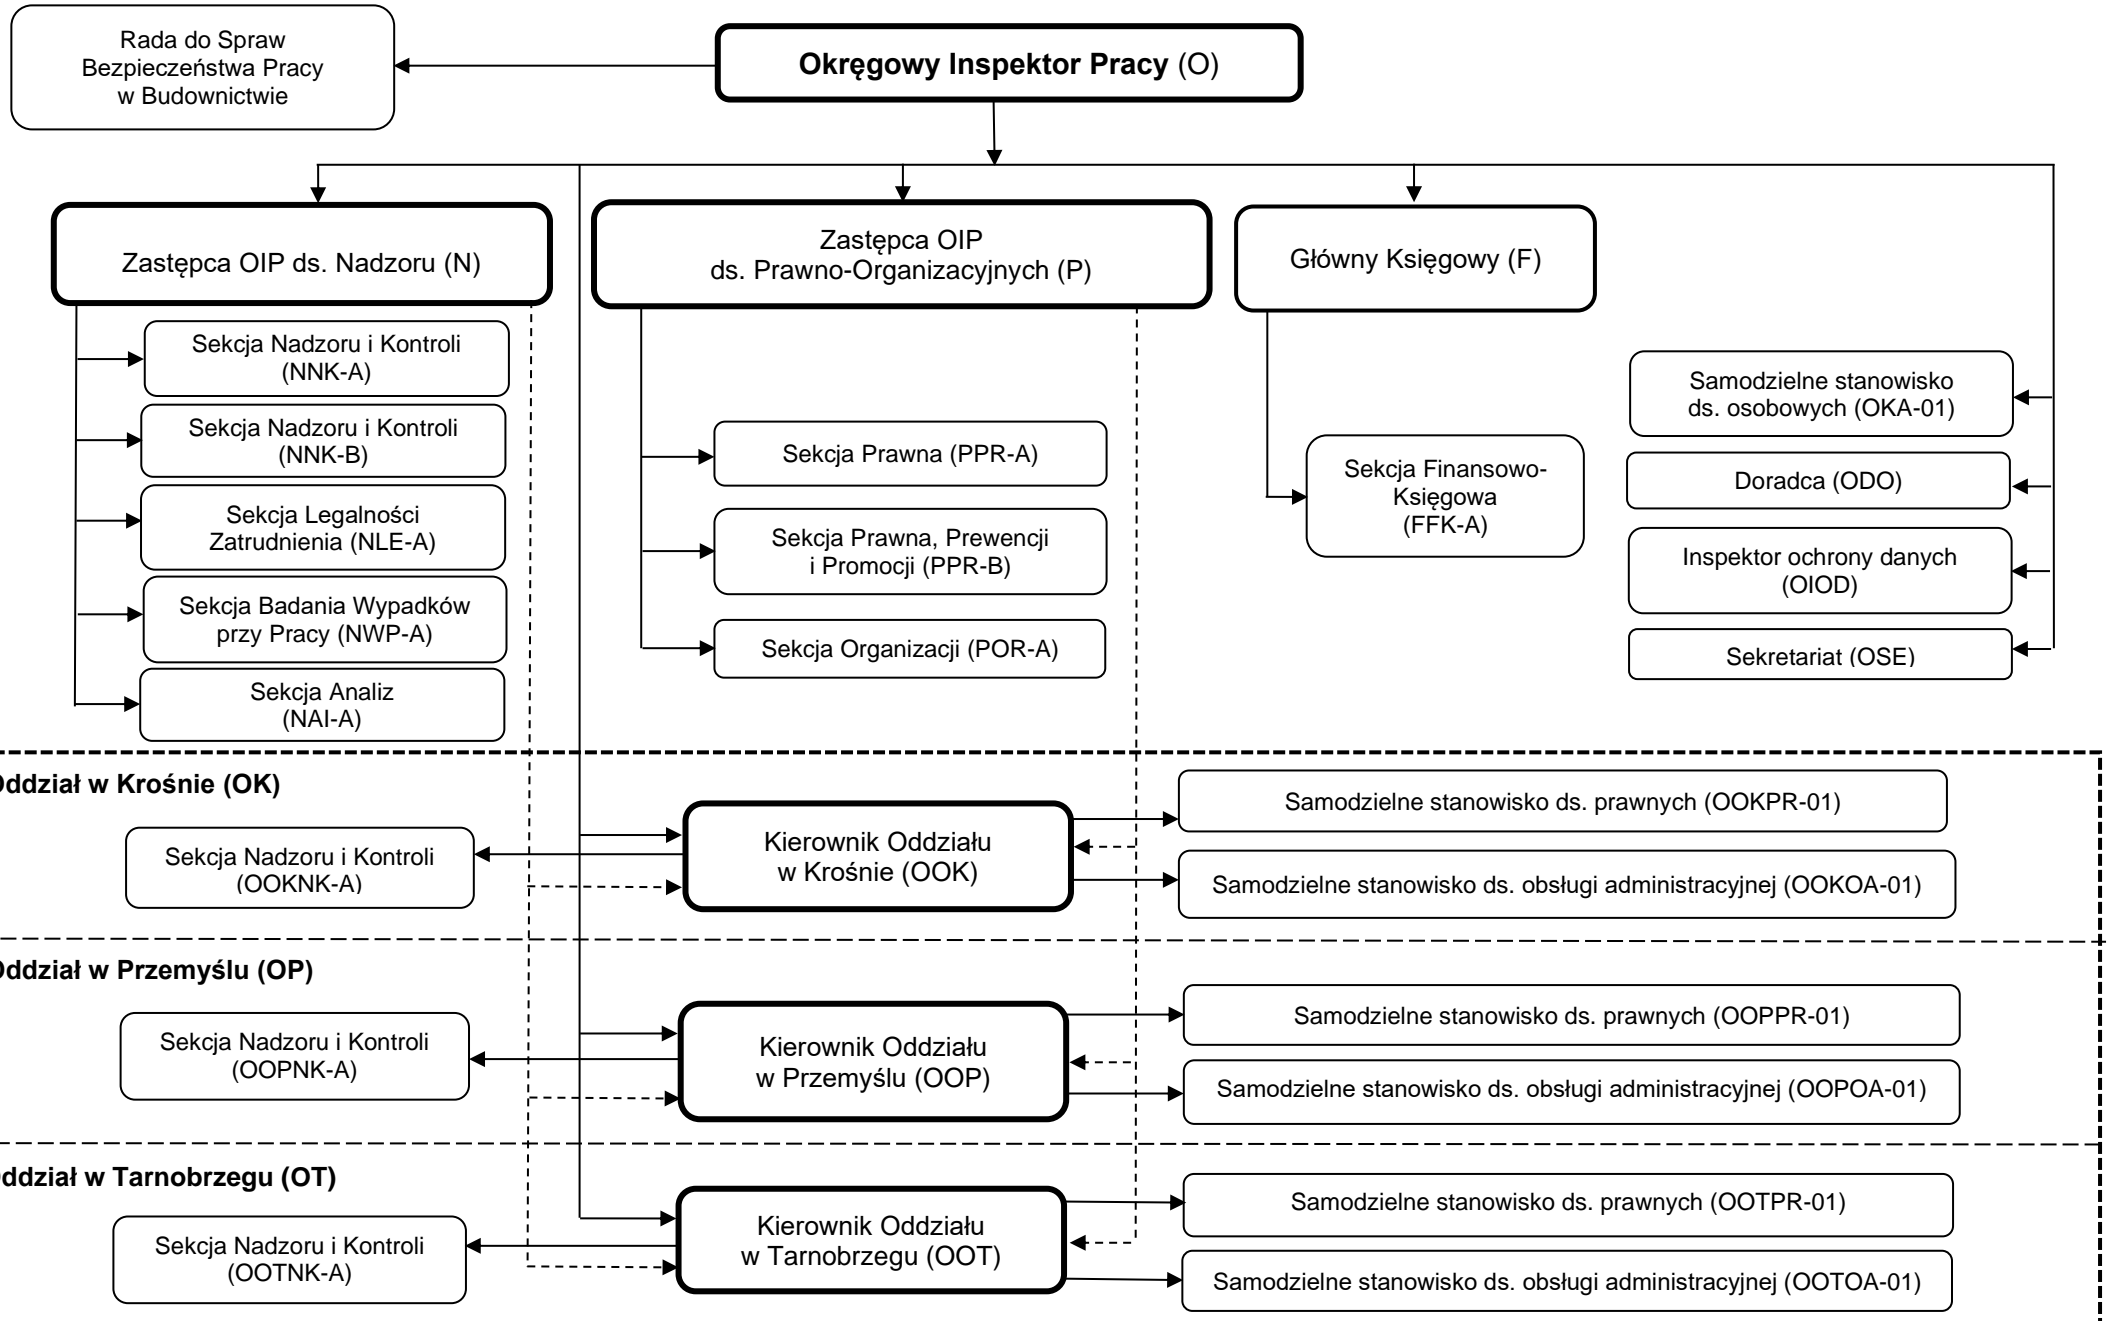 Rada do Spraw
Bezpieczeństwa Pracy
w Budownictwie
Okręgowy Inspektor Pracy (O)
Zastępca OIP ds. Nadzoru (N)
Zastępca OIP
ds. Prawno-Organizacyjnych (P)
Główny Księgowy (F)
Sekcja Nadzoru i Kontroli
(NNK-A)
Sekcja Nadzoru i Kontroli
(NNK-B)
Sekcja Legalności
Zatrudnienia (NLE-A)
Sekcja Badania Wypadków
przy Pracy (NWP-A)
Sekcja Analiz
(NAI-A)
Sekcja Prawna (PPR-A)
Sekcja Prawna, Prewencji
i Promocji (PPR-B)
Sekcja Organizacji (POR-A)
Sekcja Finansowo-
Księgowa
(FFK-A)
Samodzielne stanowisko
ds. osobowych (OKA-01)
Doradca (ODO)
Inspektor ochrony danych
(OIOD)
Sekretariat (OSE)
Oddział w Krośnie (OK)
Sekcja Nadzoru i Kontroli
(OOKNK-A)
Kierownik Oddziału
w Krośnie (OOK)
Samodzielne stanowisko ds. prawnych (OOKPR-01)
Samodzielne stanowisko ds. obsługi administracyjnej (OOKOA-01)
Oddział w Przemyślu (OP)
Sekcja Nadzoru i Kontroli
(OOPNK-A)
Kierownik Oddziału
w Przemyślu (OOP)
Samodzielne stanowisko ds. prawnych (OOPPR-01)
Samodzielne stanowisko ds. obsługi administracyjnej (OOPOA-01)
Oddział w Tarnobrzegu (OT)
Sekcja Nadzoru i Kontroli
(OOTNK-A)
Kierownik Oddziału
w Tarnobrzegu (OOT)
Samodzielne stanowisko ds. prawnych (OOTPR-01)
Samodzielne stanowisko ds. obsługi administracyjnej (OOTOA-01)